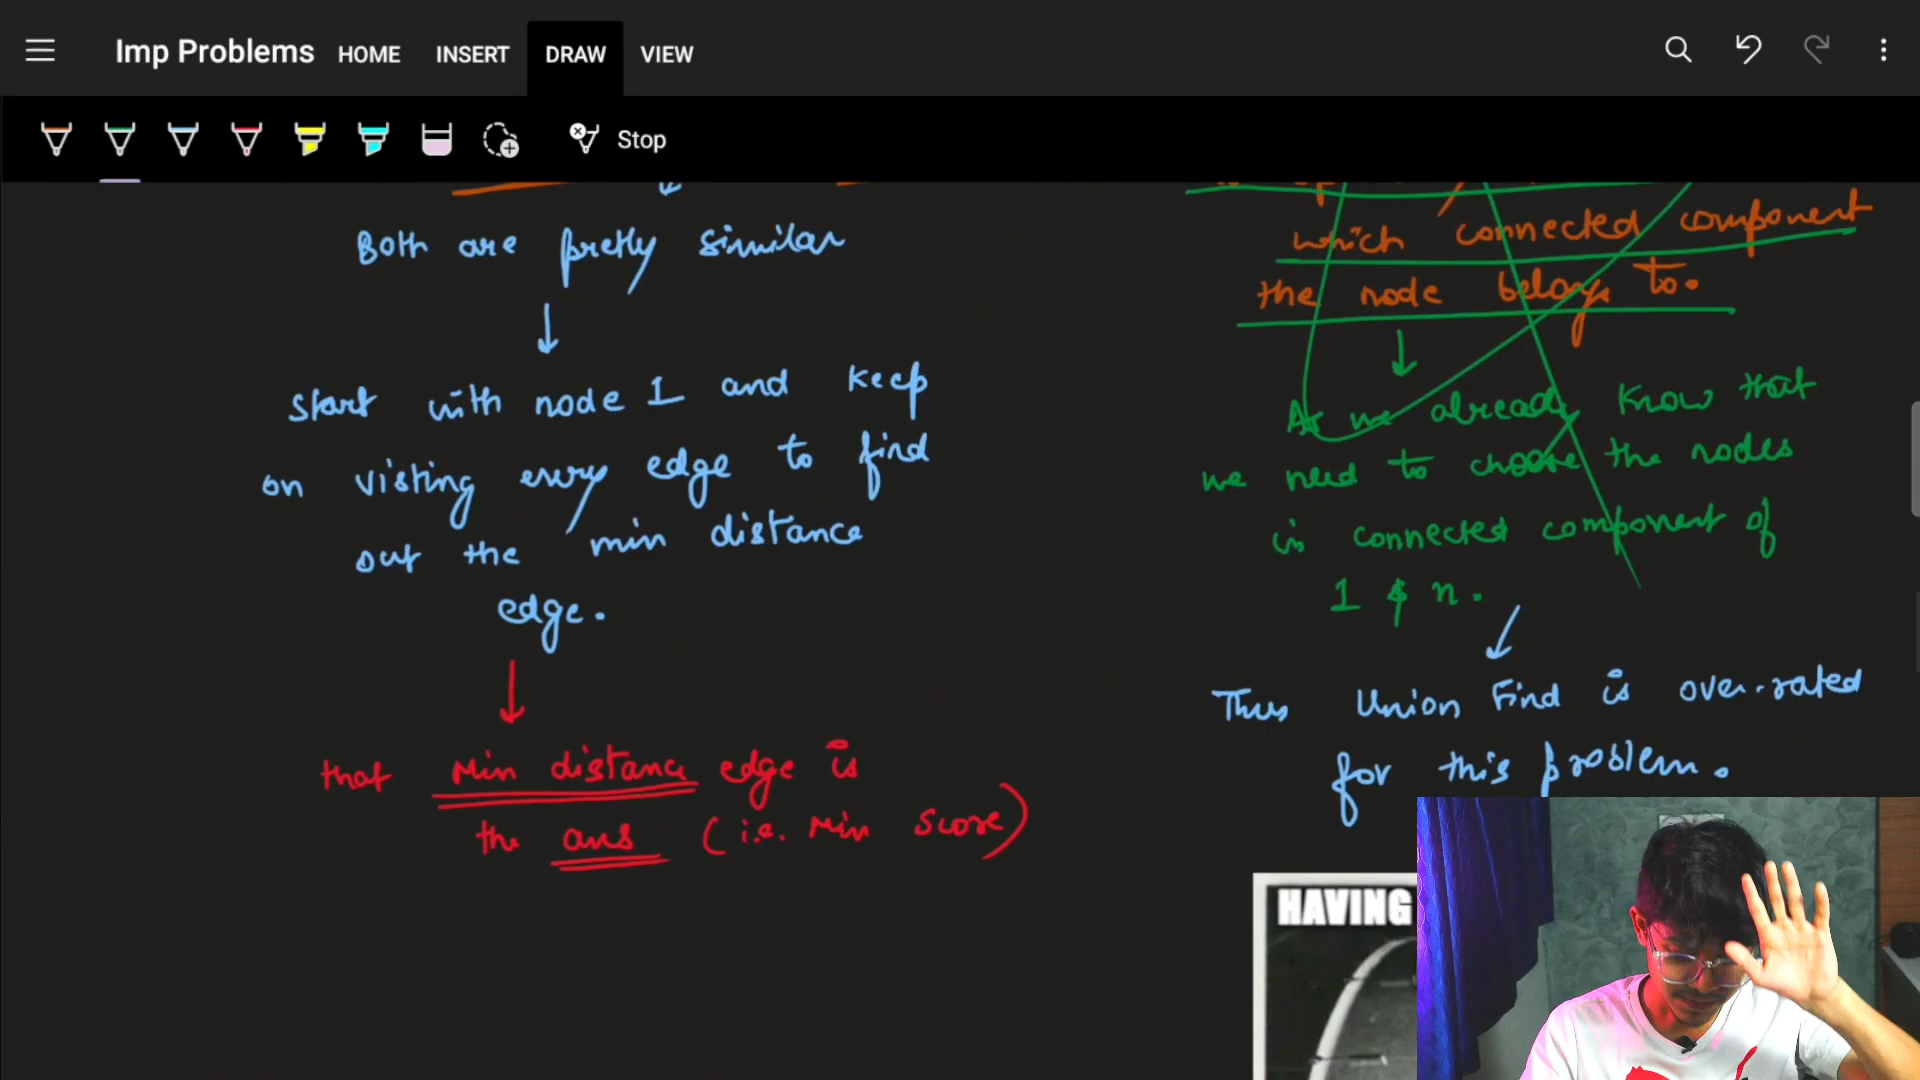 Imp Problems HOME INSERT DRAW VIEW
Stop
Both are pretly similar
Start with node 1 and keep
on visting every edge to find
out the min distance
edge.
that Min distance edge is
the ans (i.e. Min score)
which connected component
the node belongs to.
As we already know that
we need to choose the nodes
in connected component of
1 & n.
Thus Union Find is over-rated
for this problem.
HAVING